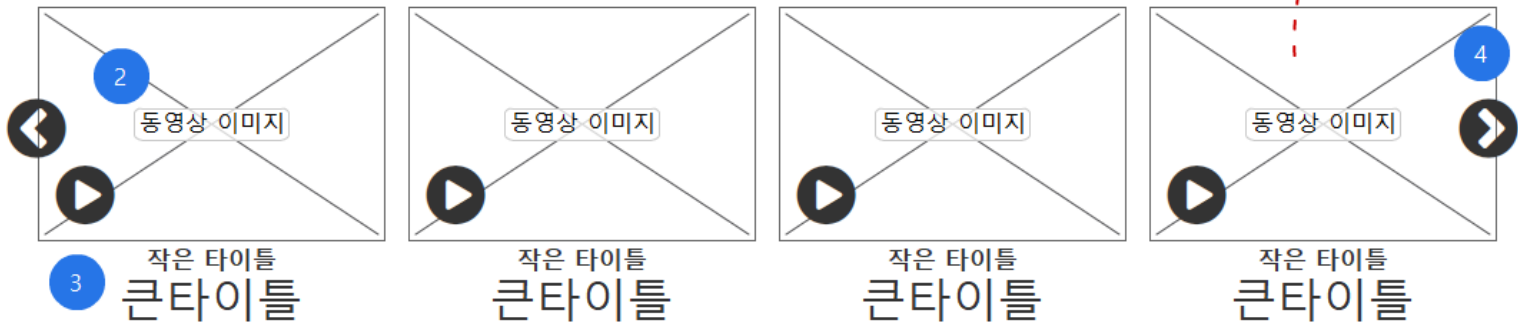 2
4
동영상 이미지
동영상 이미지
동영상 이미지
동영상 이미지
3
작은 타이틀
큰타이틀
작은 타이틀
큰타이틀
작은 타이틀
큰타이틀
작은 타이틀
큰타이틀